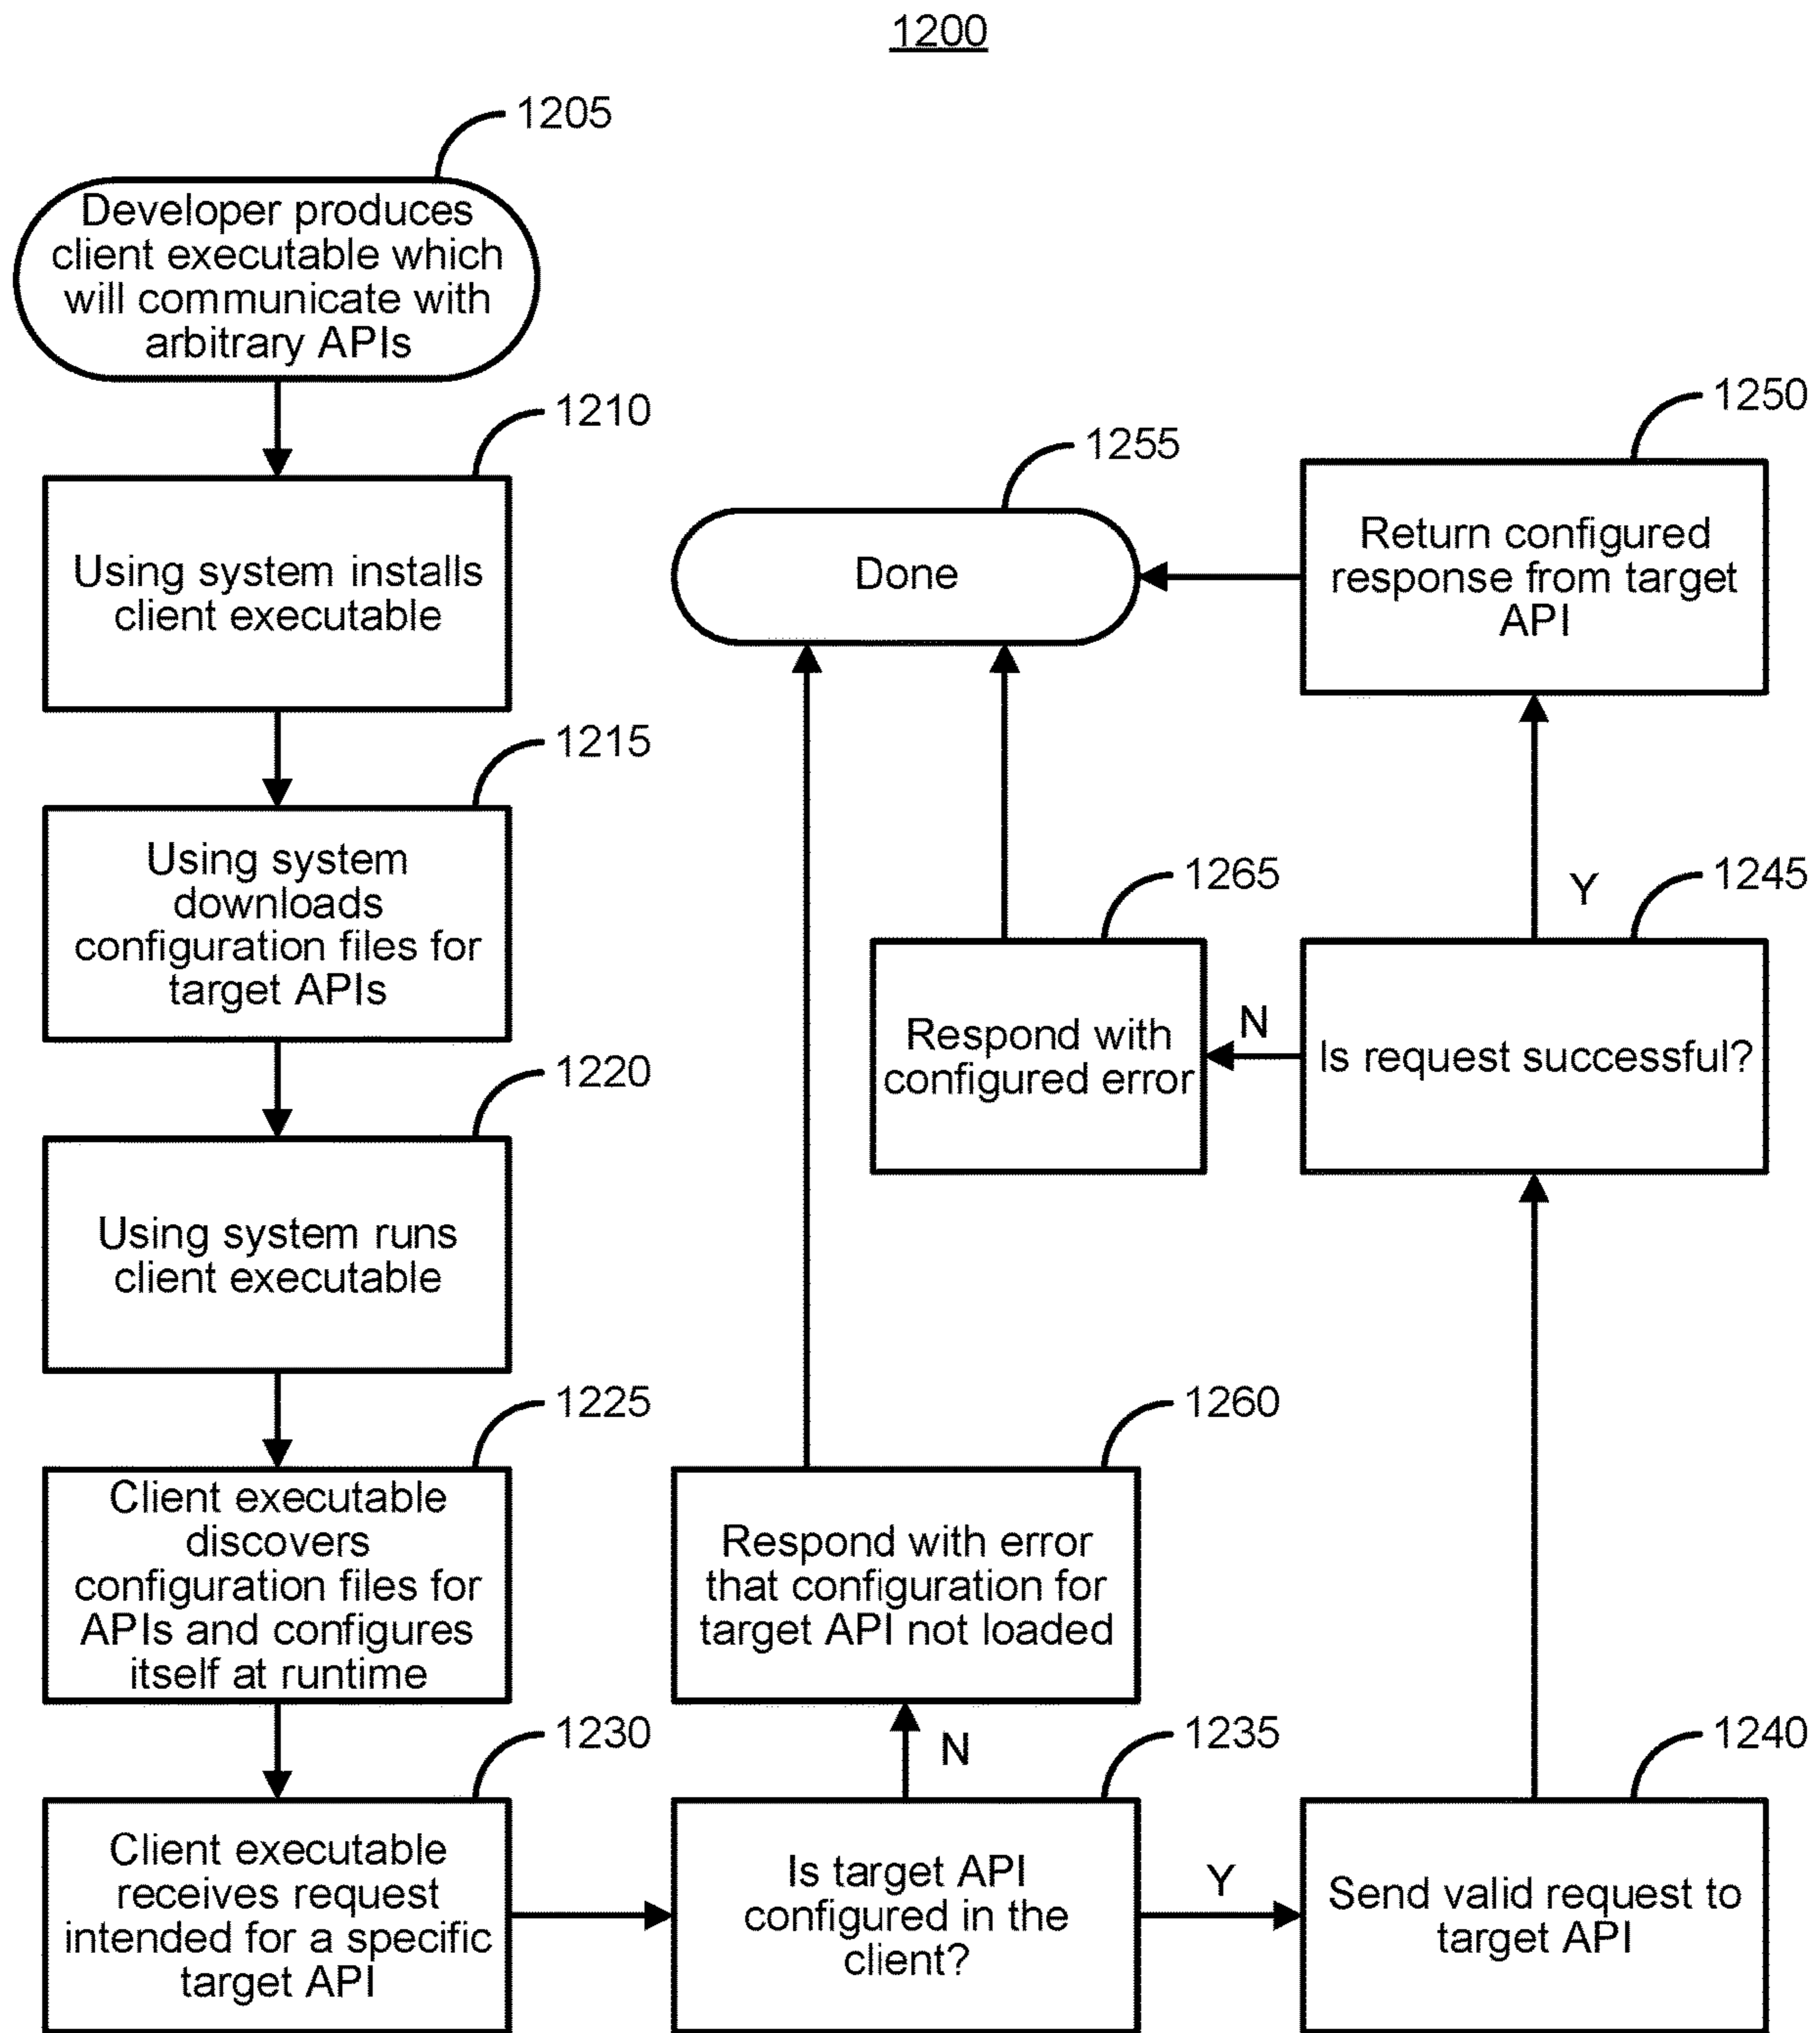 1200
1205
Developer produces
client executable which
will communicate with
arbitrary APIs
1210
Using system installs
client executable
1215
Using system
downloads
configuration files for
target APIs
1220
Using system runs
client executable
1225
Client executable
discovers
configuration files for
APIs and configures
itself at runtime
1230
Client executable
receives request
intended for a specific
target API
1235
Is target API
configured in the
client?
N
Y
1260
Respond with error
that configuration for
target API not loaded
1240
Send valid request to
target API
1245
Is request successful?
N
Y
1265
Respond with
configured error
1250
Return configured
response from target
API
1255
Done